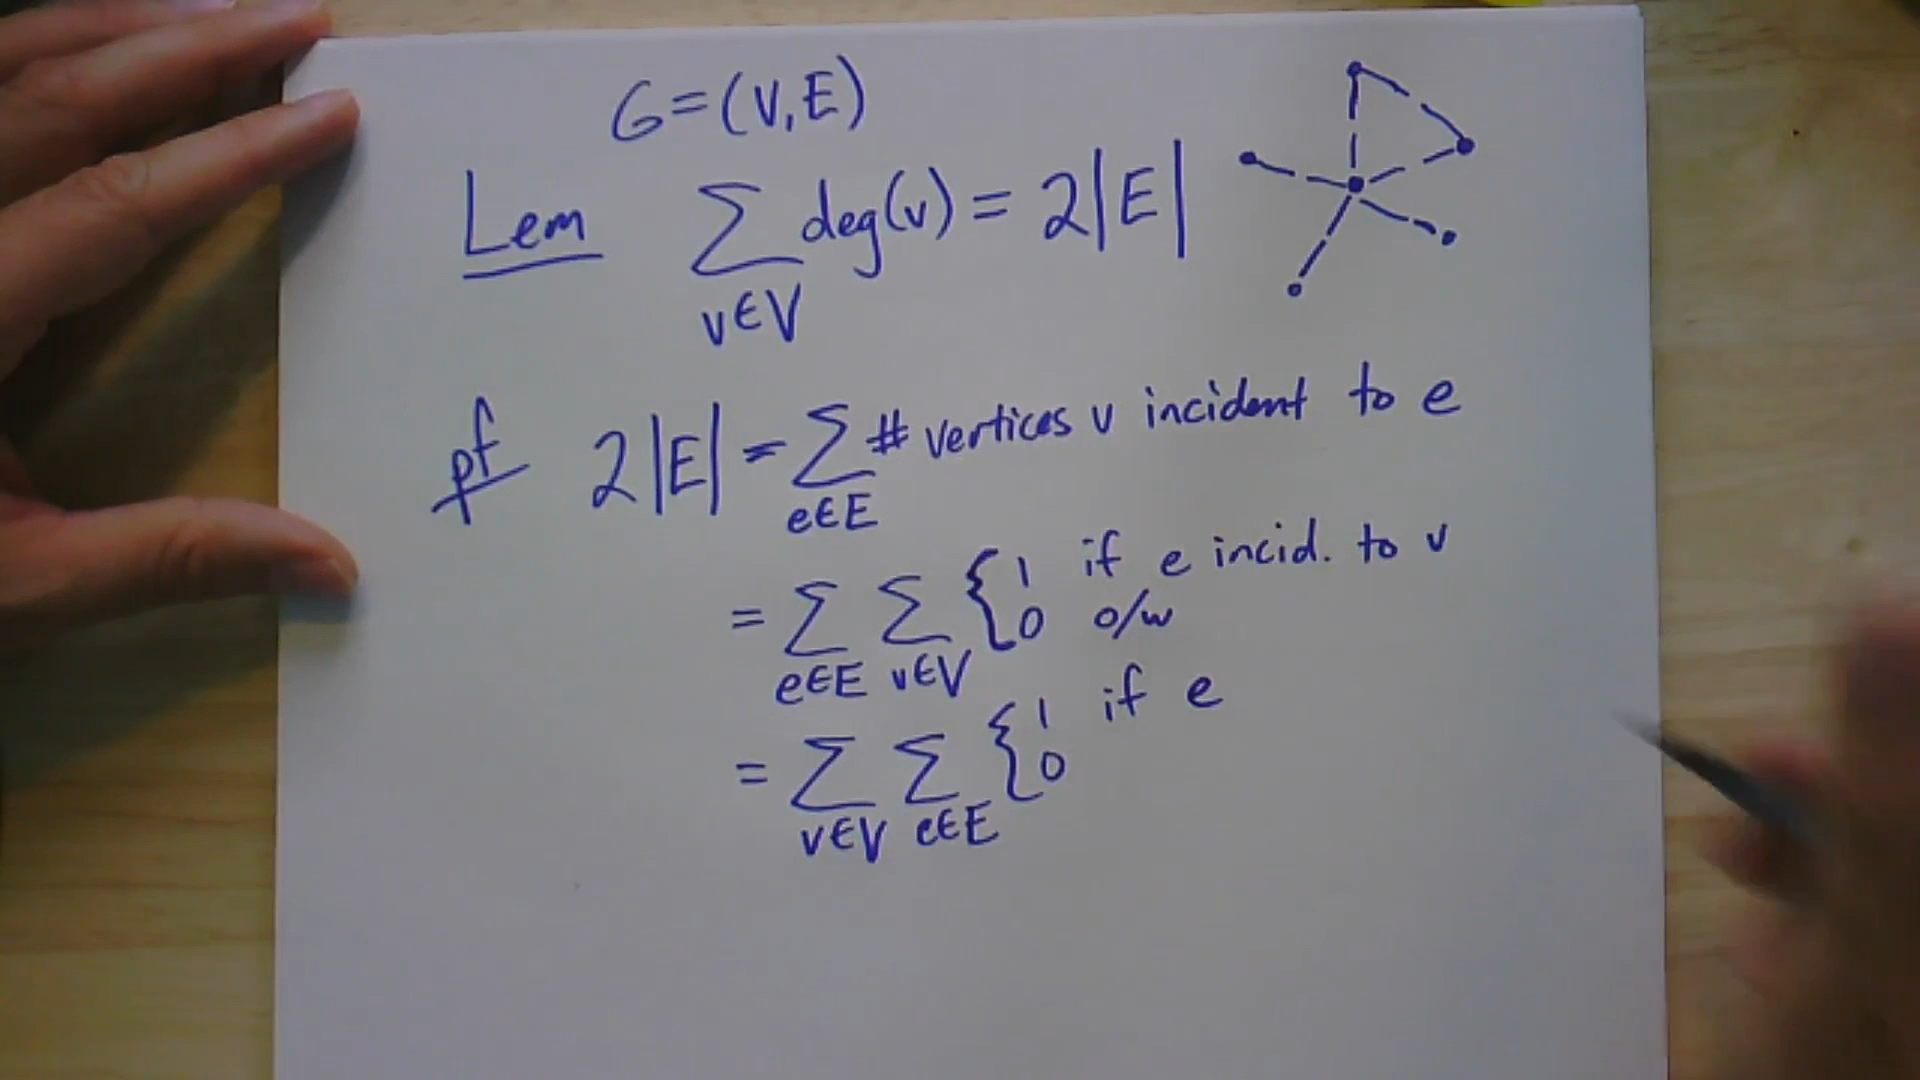 G=(V,E)
Lem ∑ deg(v) = 2|E|
v∈V
pf 2|E| = ∑ # vertices v incident to e
e∈E
= ∑ ∑ { 1 if e incid. to v
0 o/w
e∈E v∈V
= ∑ ∑ { 1 if e
0
v∈V e∈E